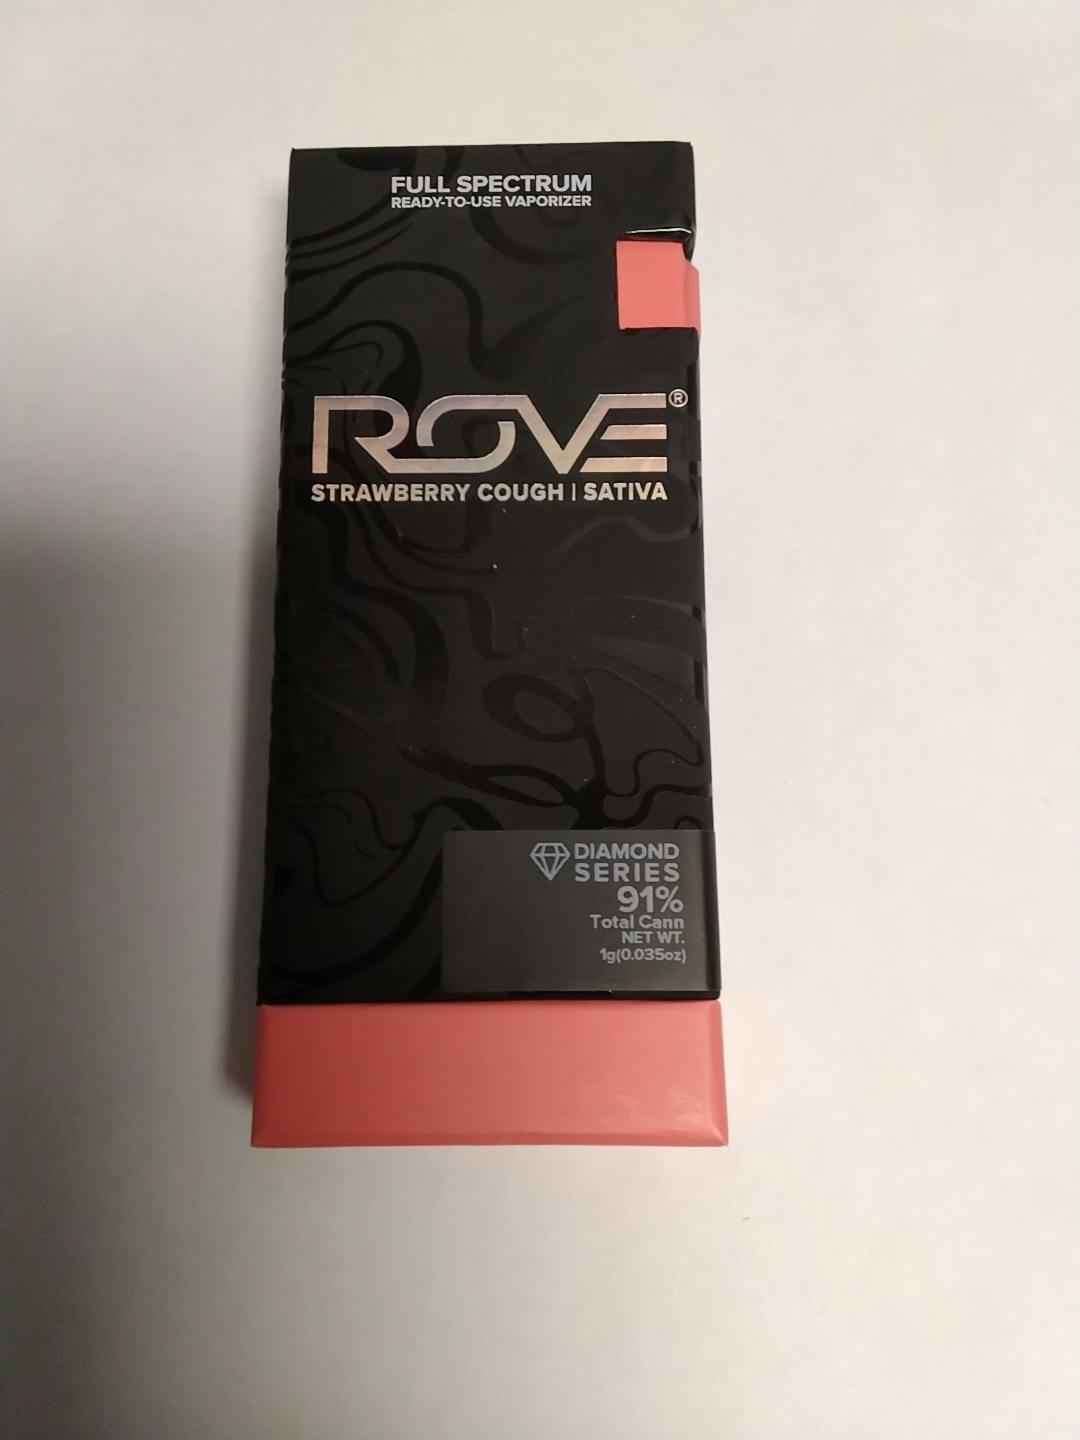 FULL SPECTRUM
READY-TO-USE VAPORIZER
ROVE®
STRAWBERRY COUGH | SATIVA
DIAMOND
SERIES
91%
Total Cann
NET WT.
1g(0.035oz)